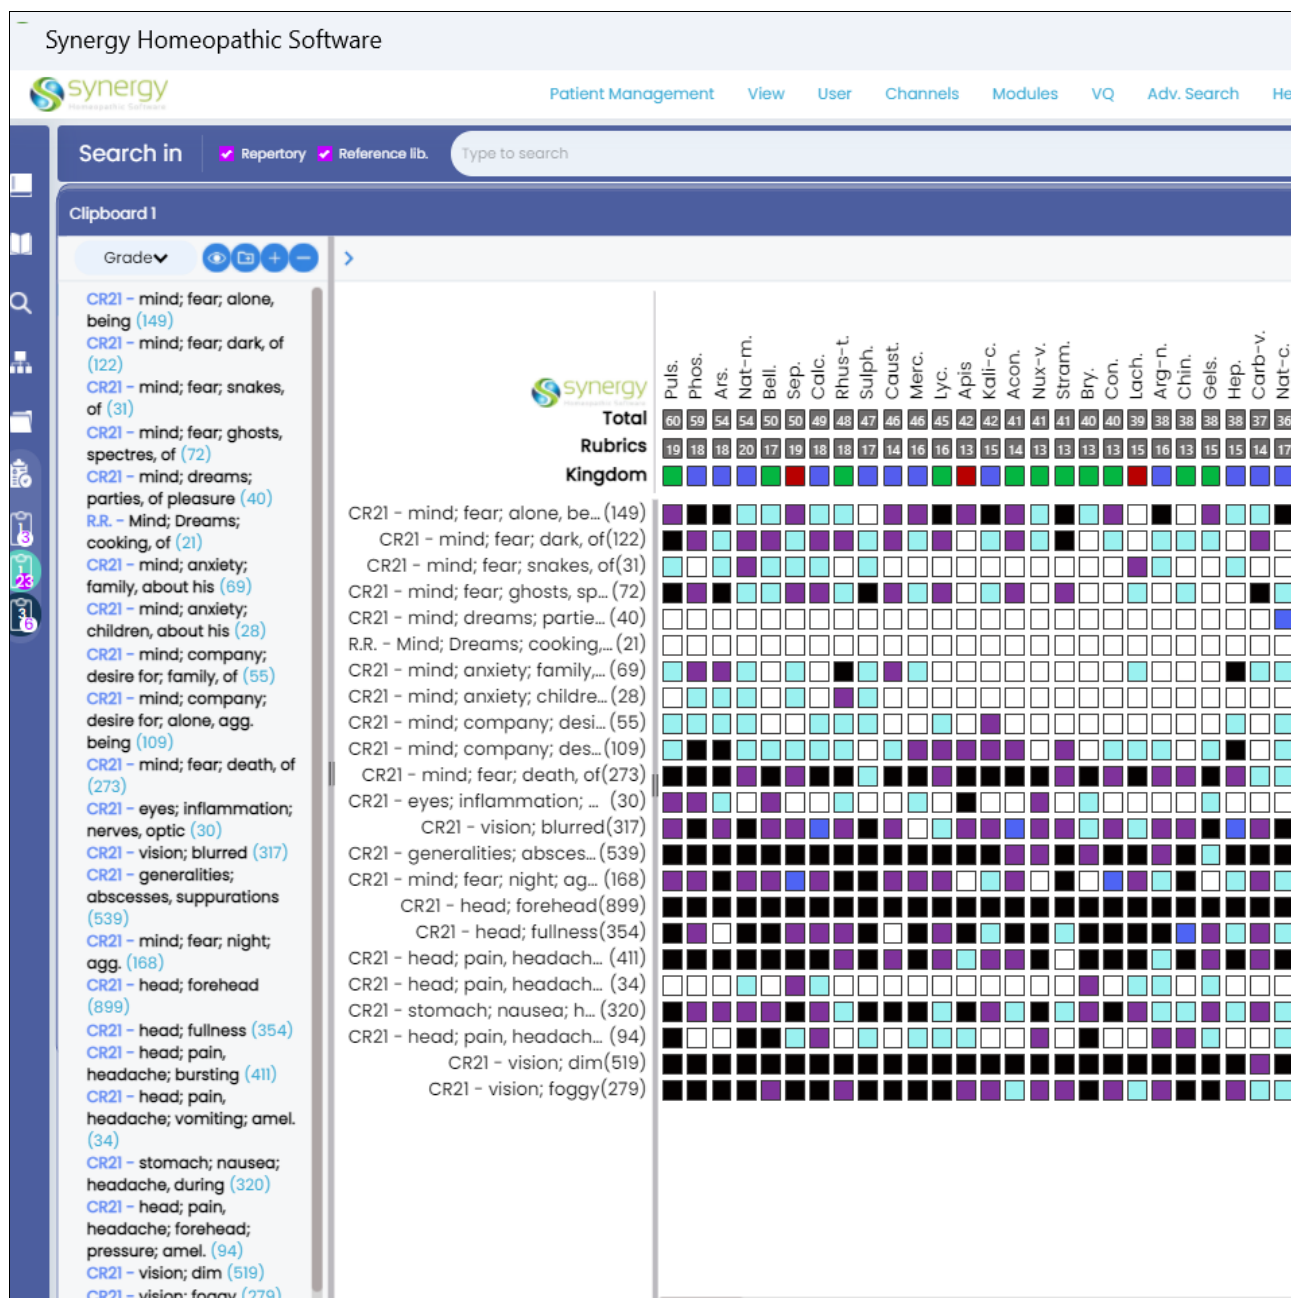 Synergy Homeopathic Software
synergy
Homeopathic Software
Patient Management View User Channels Modules VQ Adv. Search He
Search in Repertory Reference lib. Type to search
Clipboard 1
Grade
CR21 - mind; fear; alone,
being (149)
CR21 - mind; fear; dark, of
(122)
CR21 - mind; fear; snakes,
of (31)
CR21 - mind; fear; ghosts,
spectres, of (72)
CR21 - mind; dreams;
parties, of pleasure (40)
R.R. - Mind; Dreams;
cooking, of (21)
CR21 - mind; anxiety;
family, about his (69)
CR21 - mind; anxiety;
children, about his (28)
CR21 - mind; company;
desire for; family, of (55)
CR21 - mind; company;
desire for; alone, agg.
being (109)
CR21 - mind; fear; death, of
(273)
CR21 - eyes; inflammation;
nerves, optic (30)
CR21 - vision; blurred (317)
CR21 - generalities;
abscesses, suppurations
(539)
CR21 - mind; fear; night;
agg. (168)
CR21 - head; forehead
(899)
CR21 - head; fullness (354)
CR21 - head; pain,
headache; bursting (411)
CR21 - head; pain,
headache; vomiting; amel.
(34)
CR21 - stomach; nausea;
headache, during (320)
CR21 - head; pain,
headache; forehead;
pressure; amel. (94)
CR21 - vision; dim (519)
CR21 - vision; foggy (279)
3
23
3
6
synergy
Homeopathic Software
Puls. Phos. Ars. Nat-m. Bell. Sep. Calc. Rhus-t. Sulph. Caust. Merc. Lyc. Apis Kali-c. Acon. Nux-v. Stram. Bry. Con. Lach. Arg-n. Chin. Gels. Hep. Carb-v. Nat-c.
Total 60 59 54 54 50 50 49 48 47 46 46 45 42 42 41 41 41 40 40 39 38 38 38 38 37 36
Rubrics 19 18 18 20 17 19 18 18 17 14 16 16 13 15 14 13 13 13 13 15 16 13 15 15 14 17
Kingdom
CR21 - mind; fear; alone, be... (149)
CR21 - mind; fear; dark, of(122)
CR21 - mind; fear; snakes, of(31)
CR21 - mind; fear; ghosts, sp... (72)
CR21 - mind; dreams; partie... (40)
R.R. - Mind; Dreams; cooking,... (21)
CR21 - mind; anxiety; family,... (69)
CR21 - mind; anxiety; childre... (28)
CR21 - mind; company; desi... (55)
CR21 - mind; company; des... (109)
CR21 - mind; fear; death, of(273)
CR21 - eyes; inflammation; ... (30)
CR21 - vision; blurred(317)
CR21 - generalities; absces... (539)
CR21 - mind; fear; night; ag... (168)
CR21 - head; forehead(899)
CR21 - head; fullness(354)
CR21 - head; pain, headach... (411)
CR21 - head; pain, headach... (34)
CR21 - stomach; nausea; h... (320)
CR21 - head; pain, headach... (94)
CR21 - vision; dim(519)
CR21 - vision; foggy(279)